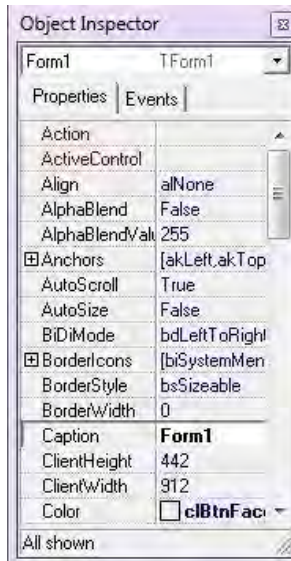 Object Inspector
Form1 TForm1
Properties Events
Action
ActiveControl
Align alNone
AlphaBlend False
AlphaBlendValu 255
Anchors [akLeft,akTop
AutoScroll True
AutoSize False
BiDiMode bdLeftToRight
BorderIcons [biSystemMen
BorderStyle bsSizeable
BorderWidth 0
Caption Form1
ClientHeight 442
ClientWidth 912
Color clBtnFac
All shown